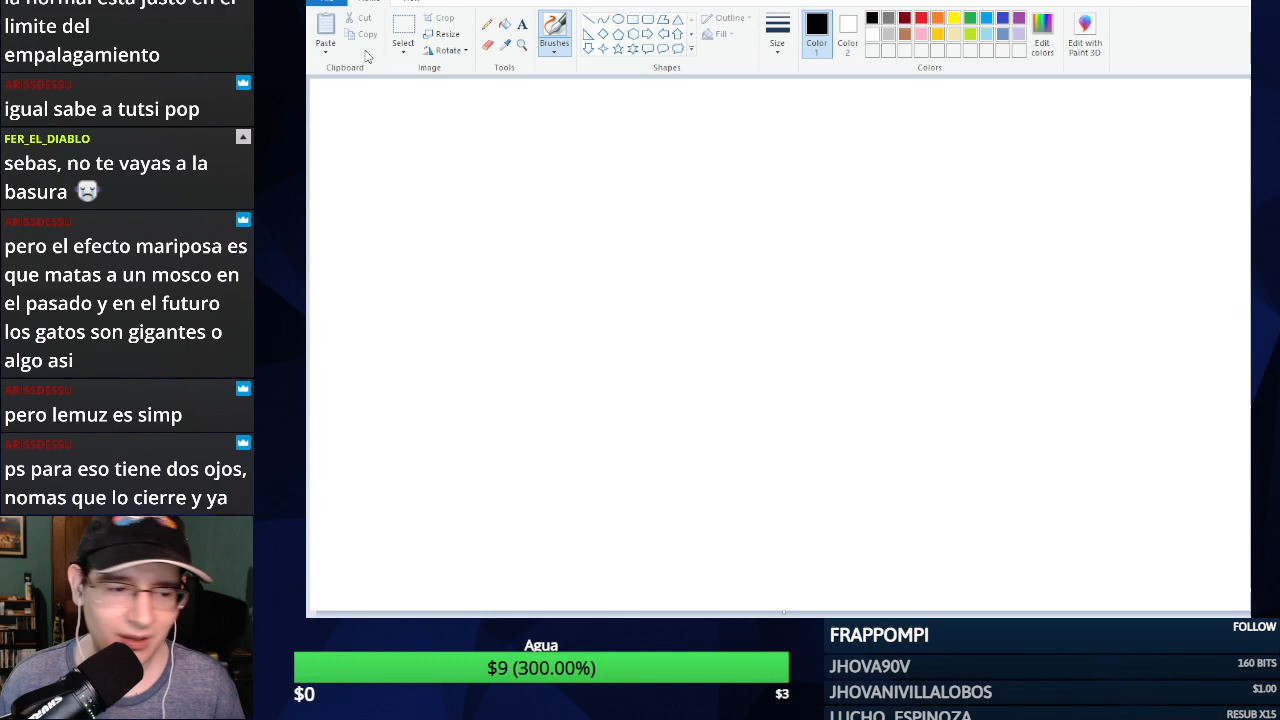 la normal esta justo en el
limite del
empalagamiento
ARISSDESSU
igual sabe a tutsi pop
FER_EL_DIABLO
sebas, no te vayas a la
basura
ARISSDESSU
pero el efecto mariposa es
que matas a un mosco en
el pasado y en el futuro
los gatos son gigantes o
algo asi
ARISSDESSU
pero lemuz es simp
ARISSDESSU
ps para eso tiene dos ojos,
nomas que lo cierre y ya
Paste
Cut
Copy
Clipboard
Select
Crop
Resize
Rotate
Image
A
Tools
Brushes
Shapes
Outline
Fill
Size
Color
1
Color
2
Colors
Edit
colors
Edit with
Paint 3D
Agua
$9 (300.00%)
$0
$3
FRAPPOMPI
FOLLOW
JHOVA90V
160 BITS
JHOVANIVILLALOBOS
$1.00
LUCHO_ESPINOZA
RESUB X15